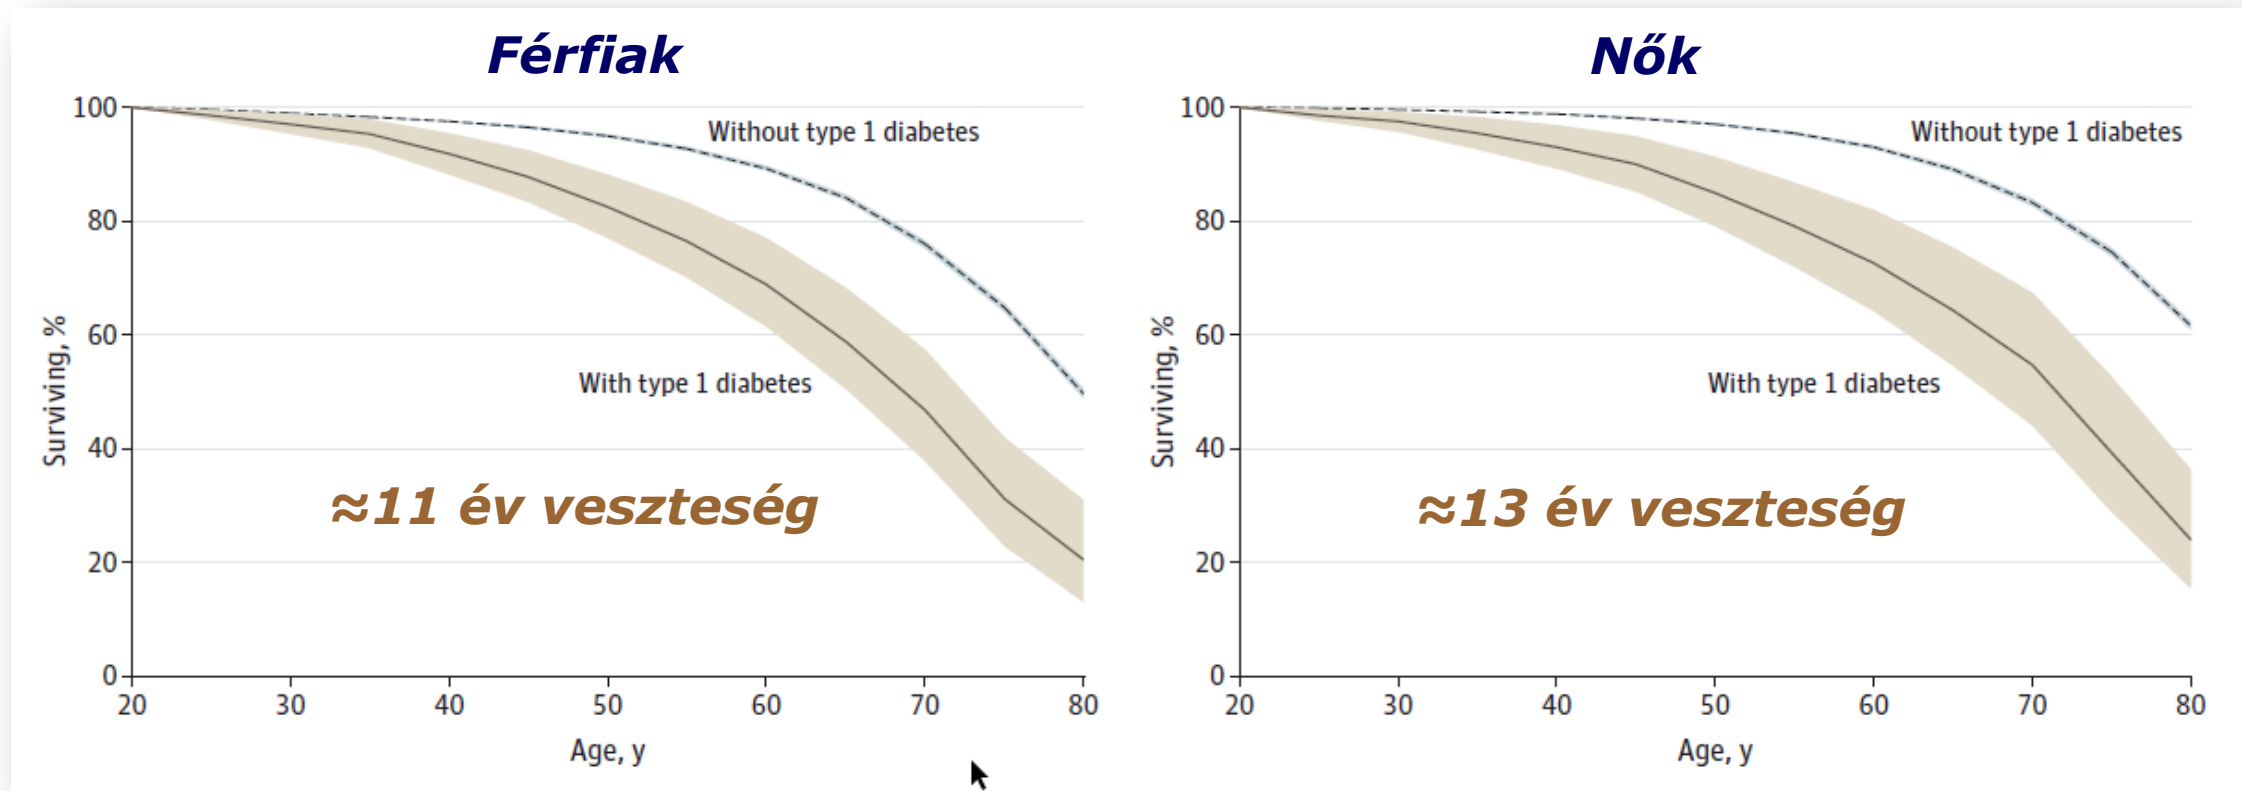 Férfiak
100
80
60
40
20
0
Surviving, %
Without type 1 diabetes
With type 1 diabetes
≈11 év veszteség
20 30 40 50 60 70 80
Age, y
Nők
100
80
60
40
20
0
Surviving, %
Without type 1 diabetes
With type 1 diabetes
≈13 év veszteség
20 30 40 50 60 70 80
Age, y